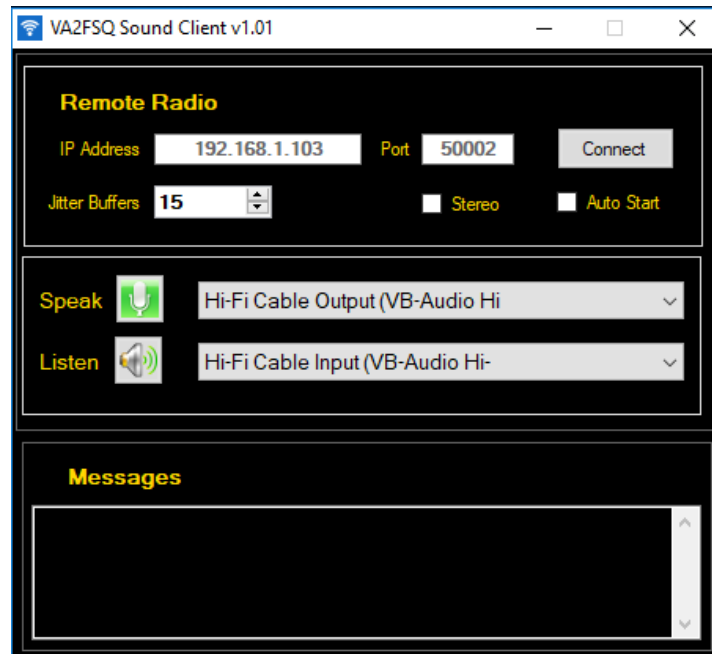 VA2FSQ Sound Client v1.01
Remote Radio
IP Address 192.168.1.103 Port 50002 Connect
Jitter Buffers 15 Stereo Auto Start
Speak Hi-Fi Cable Output (VB-Audio Hi
Listen Hi-Fi Cable Input (VB-Audio Hi-
Messages